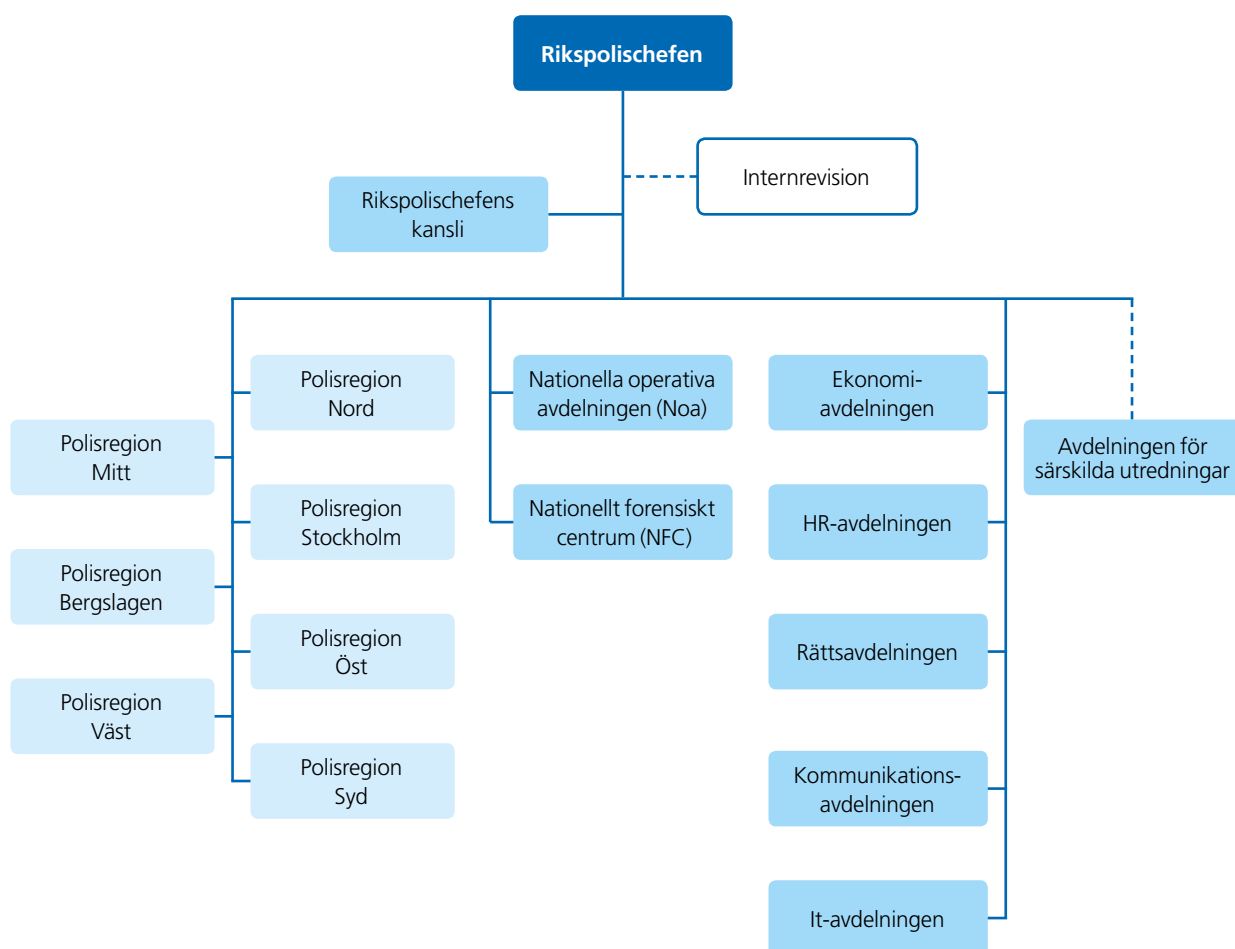 Rikspolischefen
Internrevision
Rikspolischefens
kansli
Polisregion
Nord
Polisregion
Mitt
Polisregion
Stockholm
Polisregion
Bergslagen
Polisregion
Öst
Polisregion
Väst
Polisregion
Syd
Nationella operativa
avdelningen (Noa)
Nationellt forensiskt
centrum (NFC)
Ekonomi-
avdelningen
HR-avdelningen
Rättsavdelningen
Kommunikations-
avdelningen
It-avdelningen
Avdelningen för
särskilda utredningar